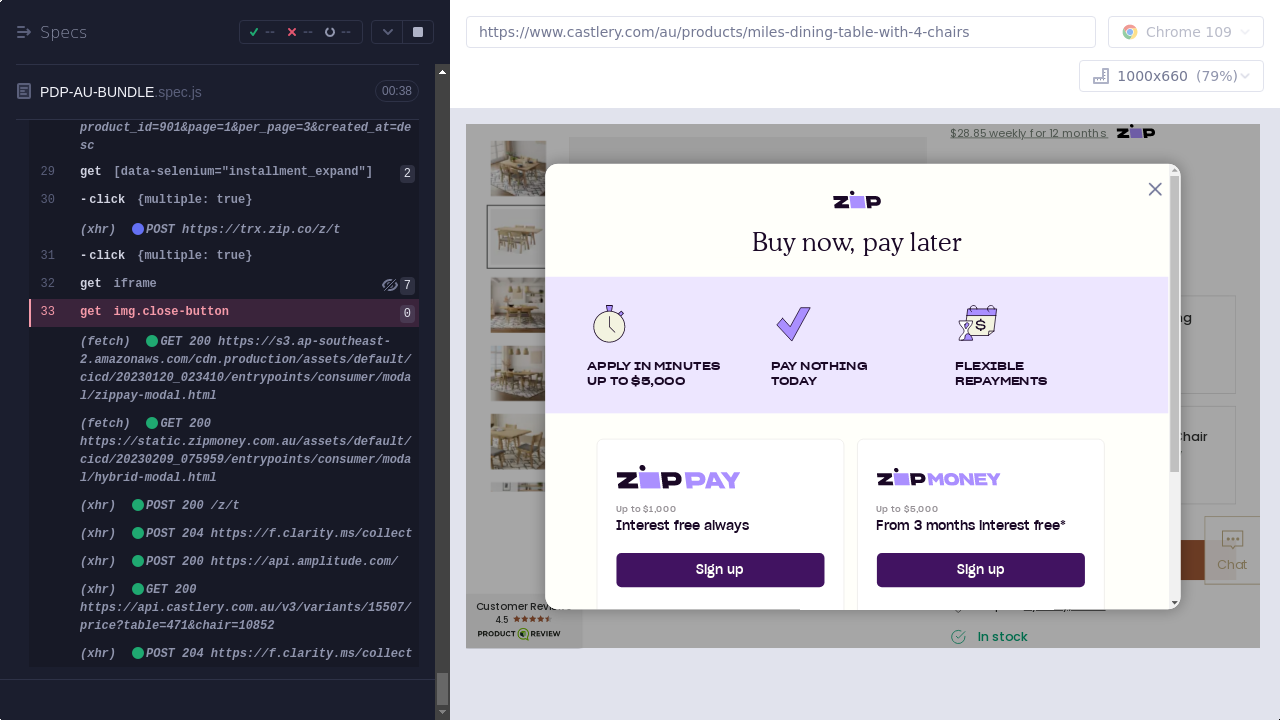 Specs
--
--
--
PDP-AU-BUNDLE.spec.js
00:38
product_id=901&page=1&per_page=3&created_at=de
sc
29 get [data-selenium="installment_expand"] 2
30 -click {multiple: true}
(xhr) POST https://trx.zip.co/z/t
31 -click {multiple: true}
32 get iframe 7
33 get img.close-button 0
(fetch) GET 200 https://s3.ap-southeast-
2.amazonaws.com/cdn.production/assets/default/
cicd/20230120_023410/entrypoints/consumer/moda
l/zippay-modal.html
(fetch) GET 200
https://static.zipmoney.com.au/assets/default/
cicd/20230209_075959/entrypoints/consumer/moda
l/hybrid-modal.html
(xhr) POST 200 /z/t
(xhr) POST 204 https://f.clarity.ms/collect
(xhr) POST 200 https://api.amplitude.com/
(xhr) GET 200
https://api.castlery.com.au/v3/variants/15507/
price?table=471&chair=10852
(xhr) POST 204 https://f.clarity.ms/collect
https://www.castlery.com/au/products/miles-dining-table-with-4-chairs
Chrome 109
1000x660 (79%)
$28.85 weekly for 12 months
ZIP
ZIP
Buy now, pay later
APPLY IN MINUTES
UP TO $5,000
PAY NOTHING
TODAY
FLEXIBLE
REPAYMENTS
ZIP PAY
Up to $1,000
Interest free always
Sign up
ZIP MONEY
Up to $5,000
From 3 months interest free*
Sign up
ng
Chair
Chat
Customer Reviews
4.5
PRODUCT REVIEW
In stock